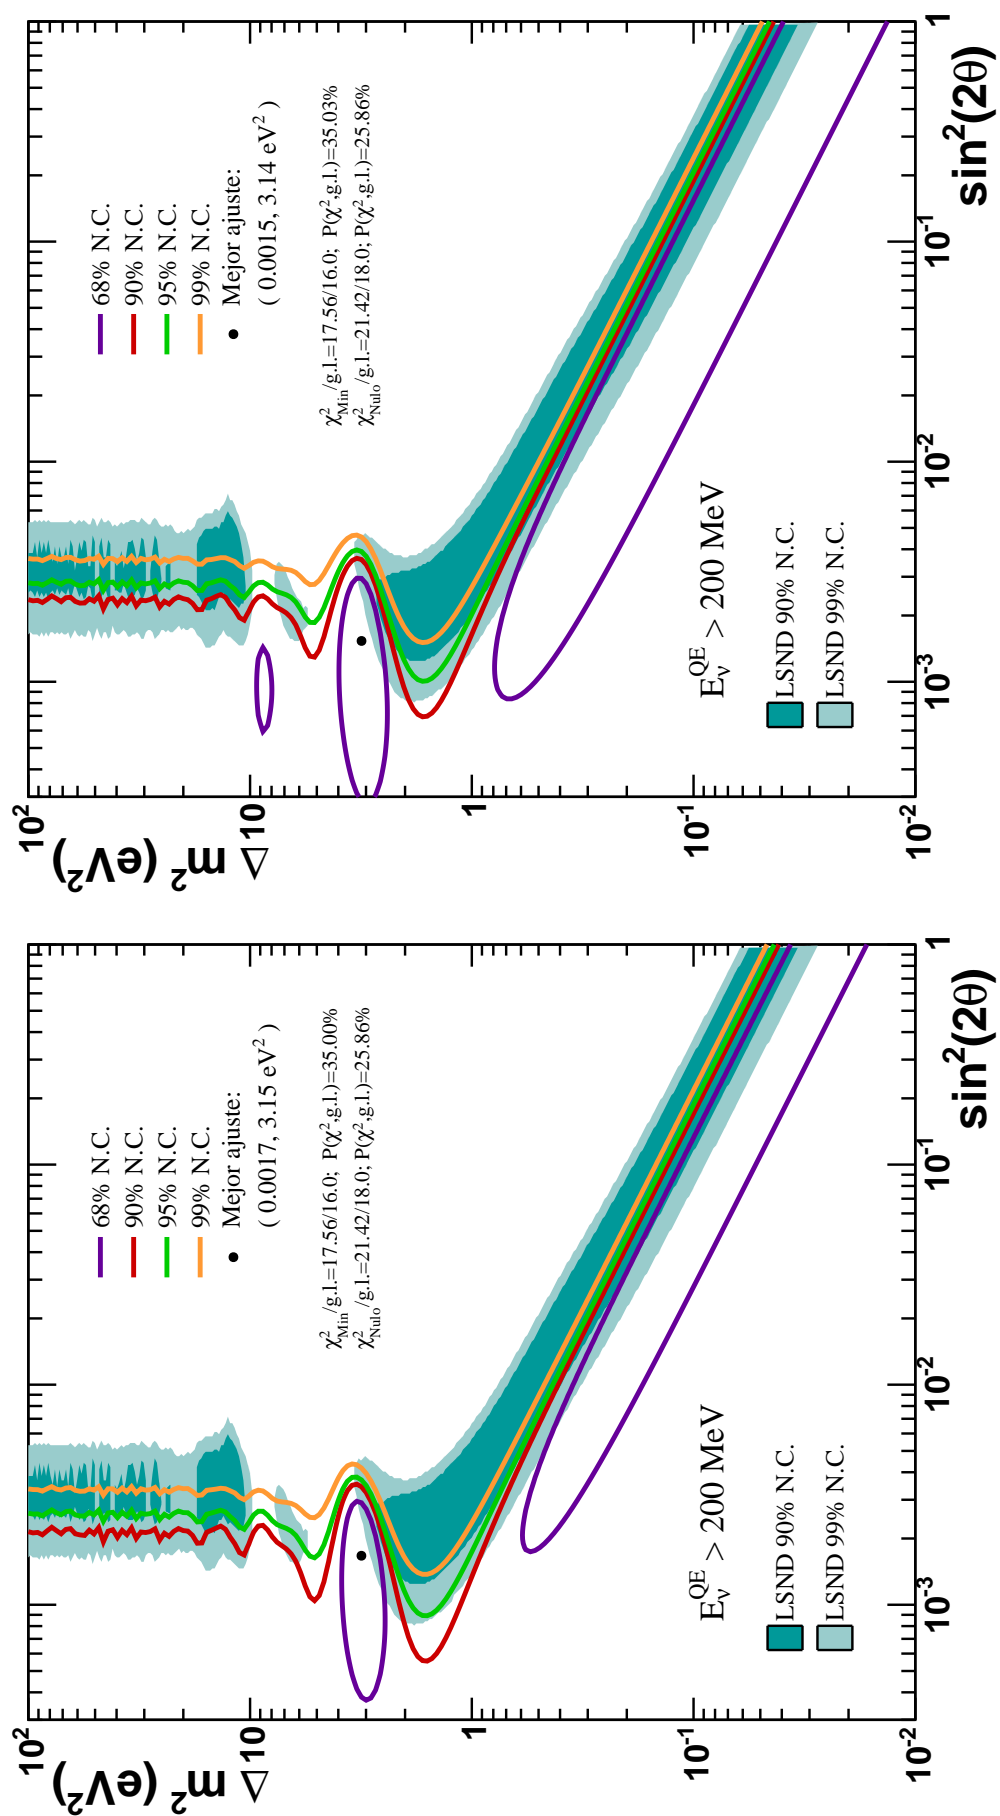 10²
10
1
10⁻¹
10⁻²
Δ m² (eV²)
68% N.C.
90% N.C.
95% N.C.
99% N.C.
Mejor ajuste:
( 0.0017, 3.15 eV² )
χ²_Min/g.l.=17.56/16.0; P(χ²,g.l.)=35.00%
χ²_Nulo/g.l.=21.42/18.0; P(χ²,g.l.)=25.86%
E_ν^QE > 200 MeV
LSND 90% N.C.
LSND 99% N.C.
10⁻³ 10⁻² 10⁻¹ 1
sin²(2θ)
10²
10
1
10⁻¹
10⁻²
Δ m² (eV²)
68% N.C.
90% N.C.
95% N.C.
99% N.C.
Mejor ajuste:
( 0.0015, 3.14 eV² )
χ²_Min/g.l.=17.56/16.0; P(χ²,g.l.)=35.03%
χ²_Nulo/g.l.=21.42/18.0; P(χ²,g.l.)=25.86%
E_ν^QE > 200 MeV
LSND 90% N.C.
LSND 99% N.C.
10⁻³ 10⁻² 10⁻¹ 1
sin²(2θ)